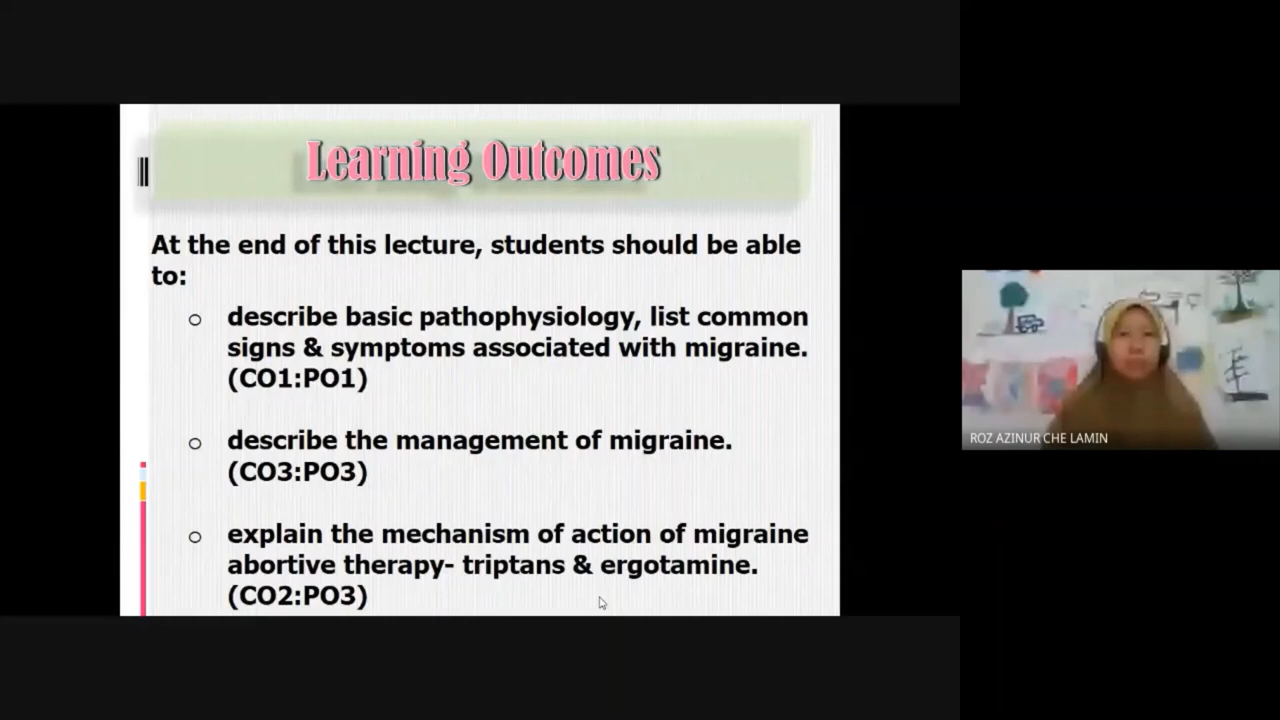 Learning Outcomes
At the end of this lecture, students should be able
to:
o describe basic pathophysiology, list common
signs & symptoms associated with migraine.
(CO1:PO1)
o describe the management of migraine.
(CO3:PO3)
o explain the mechanism of action of migraine
abortive therapy- triptans & ergotamine.
(CO2:PO3)
ROZ AZINUR CHE LAMIN